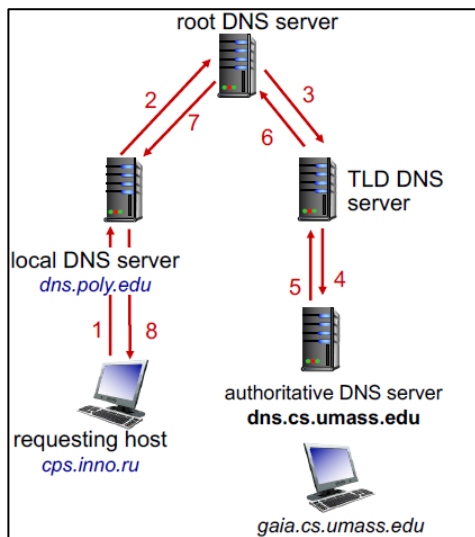 root DNS server
2
3
7
6
TLD DNS
server
local DNS server
dns.poly.edu
5
4
1
8
authoritative DNS server
dns.cs.umass.edu
requesting host
cps.inno.ru
gaia.cs.umass.edu